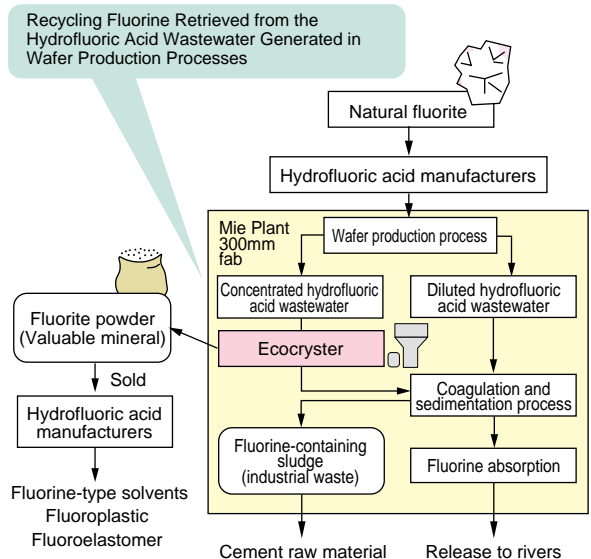 Recycling Fluorine Retrieved from the
Hydrofluoric Acid Wastewater Generated in
Wafer Production Processes
Natural fluorite
Hydrofluoric acid manufacturers
Mie Plant
300mm
fab
Wafer production process
Concentrated hydrofluoric
acid wastewater
Diluted hydrofluoric
acid wastewater
Fluorite powder
(Valuable mineral)
Ecocryster
Sold
Coagulation and
sedimentation process
Hydrofluoric acid
manufacturers
Fluorine-containing
sludge
(industrial waste)
Fluorine absorption
Fluorine-type solvents
Fluoroplastic
Fluoroelastomer
Cement raw material
Release to rivers